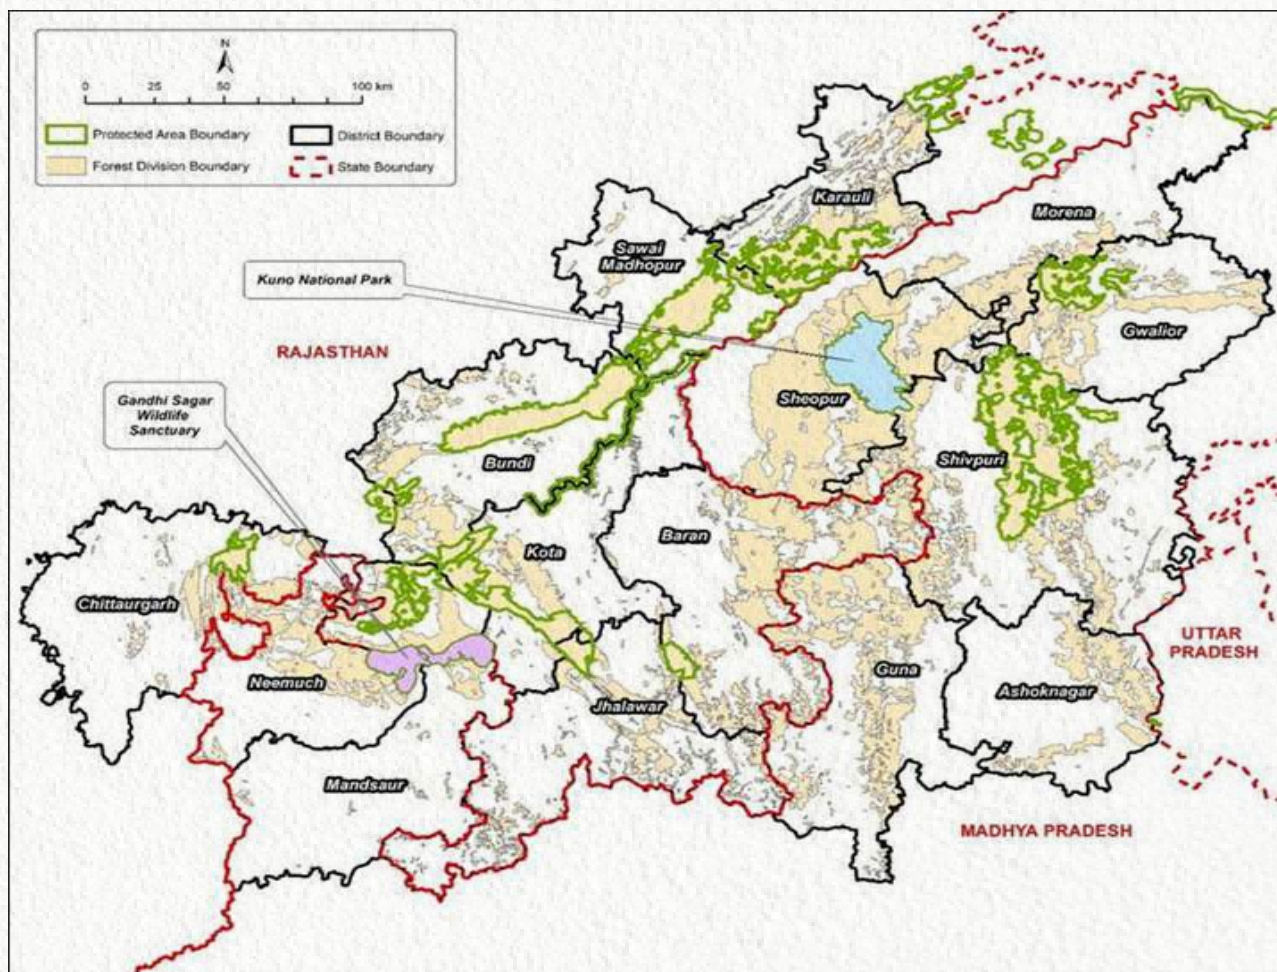 N
0 25 50 100 km
Protected Area Boundary
District Boundary
Forest Division Boundary
State Boundary
Karauli
Morena
Sawai
Madhopur
Kuno National Park
Gwalior
RAJASTHAN
Gandhi Sagar
Wildlife
Sanctuary
Sheopur
Bundi
Shivpuri
Kota
Baran
Chittaurgarh
UTTAR
PRADESH
Neemuch
Guna
Ashoknagar
Jhalawar
Mandsaur
MADHYA PRADESH